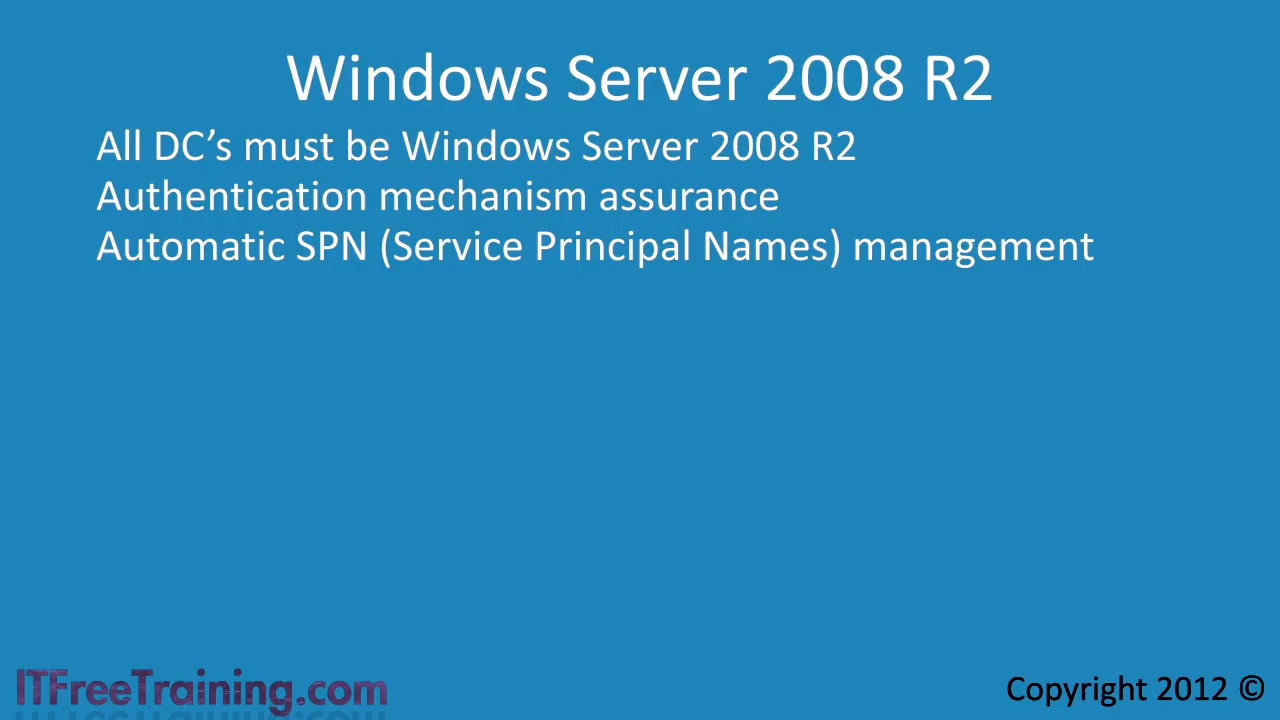 Windows Server 2008 R2
All DC’s must be Windows Server 2008 R2
Authentication mechanism assurance
Automatic SPN (Service Principal Names) management
ITFreeTraining.com
Copyright 2012 ©